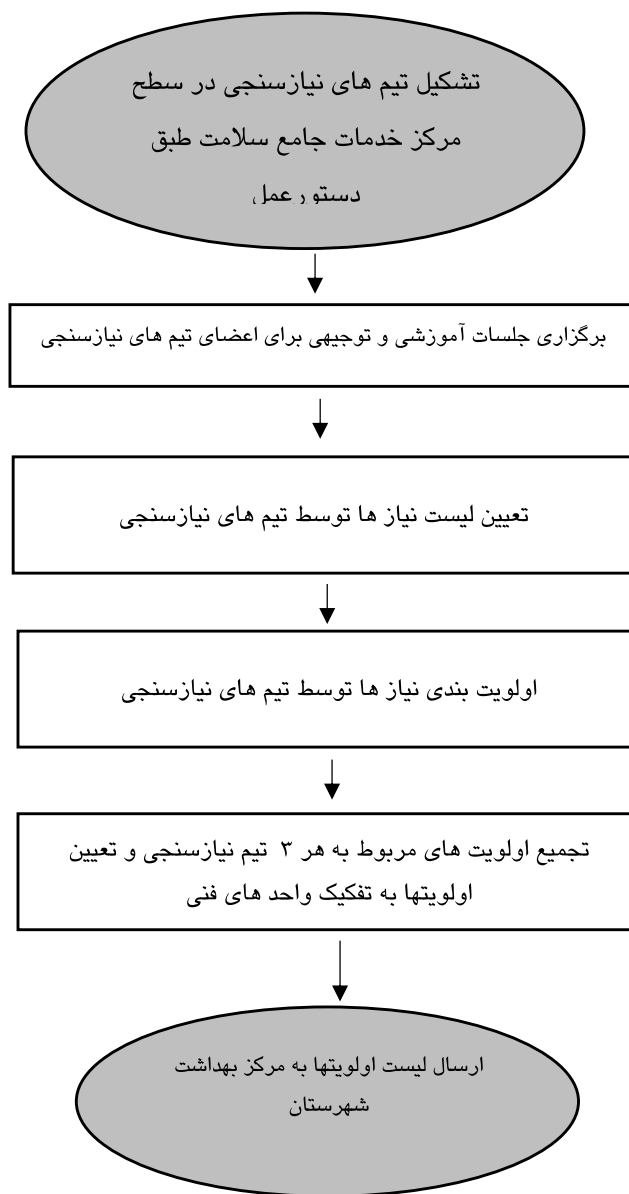 تشکیل تیم های نیازسنجی در سطح
مرکز خدمات جامع سلامت طبق
دستورعمل
برگزاری جلسات آموزشی و توجیهی برای اعضای تیم های نیازسنجی
تعیین لیست نیاز ها توسط تیم های نیازسنجی
اولویت بندی نیاز ها توسط تیم های نیازسنجی
تجمیع اولویت های مربوط به هر ۳ تیم نیازسنجی و تعیین
اولویتها به تفکیک واحد های فنی
ارسال لیست اولویتها به مرکز بهداشت
شهرستان